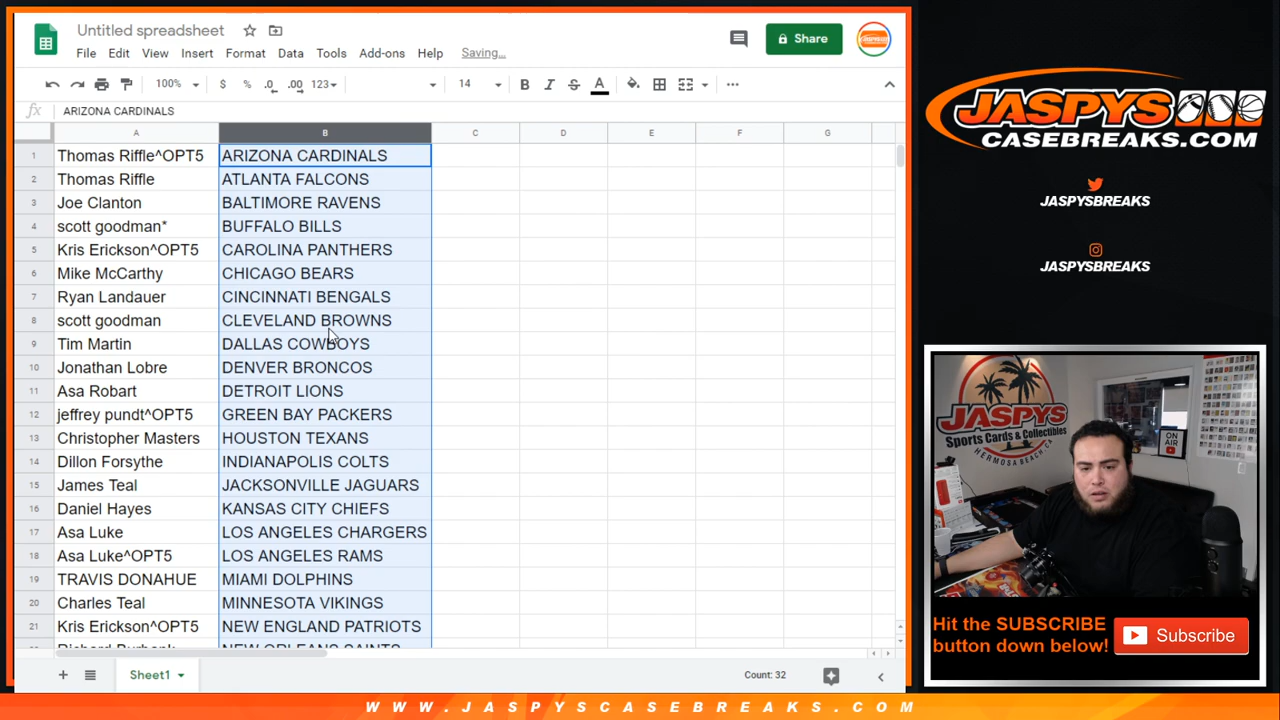 Untitled spreadsheet
File Edit View Insert Format Data Tools Add-ons Help Saving...
Share
100% $ % .0 .00 123 14 B I S A
fx ARIZONA CARDINALS
A B C D E F G
1 Thomas Riffle^OPT5 ARIZONA CARDINALS
2 Thomas Riffle ATLANTA FALCONS
3 Joe Clanton BALTIMORE RAVENS
4 scott goodman* BUFFALO BILLS
5 Kris Erickson^OPT5 CAROLINA PANTHERS
6 Mike McCarthy CHICAGO BEARS
7 Ryan Landauer CINCINNATI BENGALS
8 scott goodman CLEVELAND BROWNS
9 Tim Martin DALLAS COWBOYS
10 Jonathan Lobre DENVER BRONCOS
11 Asa Robart DETROIT LIONS
12 jeffrey pundt^OPT5 GREEN BAY PACKERS
13 Christopher Masters HOUSTON TEXANS
14 Dillon Forsythe INDIANAPOLIS COLTS
15 James Teal JACKSONVILLE JAGUARS
16 Daniel Hayes KANSAS CITY CHIEFS
17 Asa Luke LOS ANGELES CHARGERS
18 Asa Luke^OPT5 LOS ANGELES RAMS
19 TRAVIS DONAHUE MIAMI DOLPHINS
20 Charles Teal MINNESOTA VIKINGS
21 Kris Erickson^OPT5 NEW ENGLAND PATRIOTS
NEW ORLEANS SAINTS
Sheet1
Count: 32
JASPYS
CASEBREAKS.COM
JASPYSBREAKS
JASPYSBREAKS
JASPYS
Sports Cards & Collectibles
HERMOSA BEACH, CA
ON
AIR
Hit the SUBSCRIBE
button down below!
Subscribe
WWW.JASPYSCASEBREAKS.COM